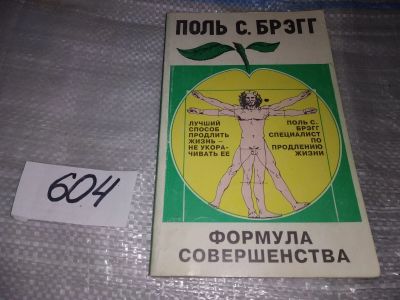 ПОЛЬ С. БРЭГГ
ЛУЧШИЙ
СПОСОБ
ПРОДЛИТЬ
ЖИЗНЬ –
НЕ УКОРА-
ЧИВАТЬ ЕЕ
ПОЛЬ С.
БРЭГГ
СПЕЦИАЛИСТ
ПО
ПРОДЛЕНИЮ
ЖИЗНИ
604
ФОРМУЛА
СОВЕРШЕНСТВА